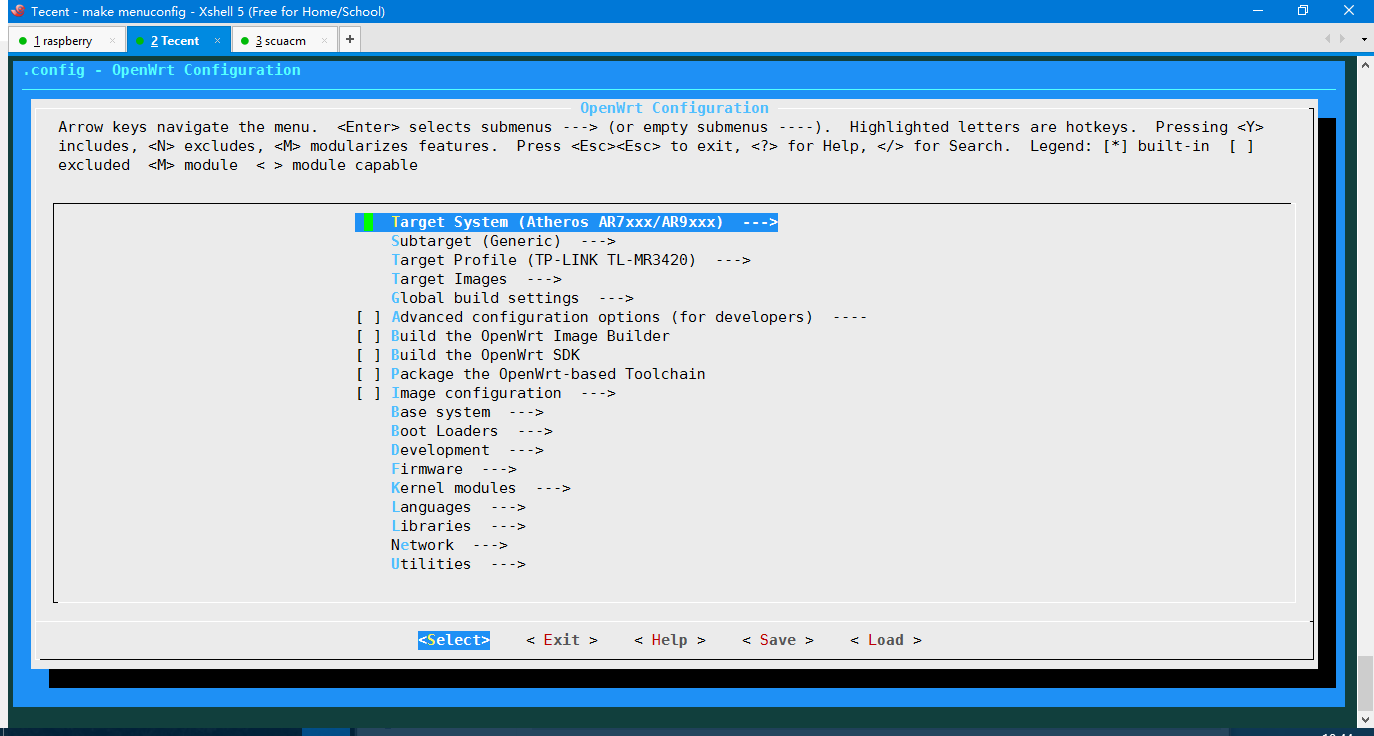 Tecent - make menuconfig - Xshell 5 (Free for Home/School)
1 raspberry × 2 Tecent × 3 scuacm × +
.config - OpenWrt Configuration
OpenWrt Configuration
Arrow keys navigate the menu.  <Enter> selects submenus ---> (or empty submenus ----).  Highlighted letters are hotkeys.  Pressing <Y>
includes, <N> excludes, <M> modularizes features.  Press <Esc><Esc> to exit, <?> for Help, </> for Search.  Legend: [*] built-in  [ ]
excluded  <M> module  < > module capable
Target System (Atheros AR7xxx/AR9xxx)  --->
Subtarget (Generic)  --->
Target Profile (TP-LINK TL-MR3420)  --->
Target Images  --->
Global build settings  --->
[ ] Advanced configuration options (for developers)  ----
[ ] Build the OpenWrt Image Builder
[ ] Build the OpenWrt SDK
[ ] Package the OpenWrt-based Toolchain
[ ] Image configuration  --->
Base system  --->
Boot Loaders  --->
Development  --->
Firmware  --->
Kernel modules  --->
Languages  --->
Libraries  --->
Network  --->
Utilities  --->
<Select>    < Exit >    < Help >    < Save >    < Load >